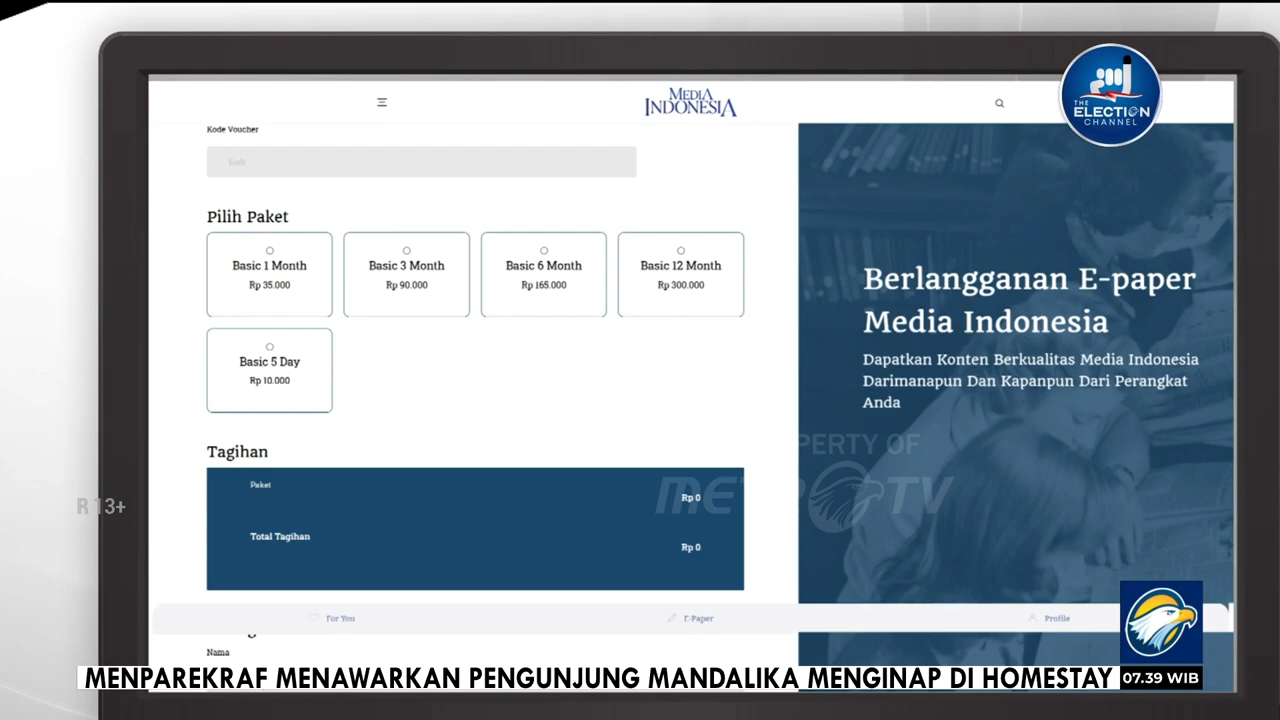 MEDIA
INDONESIA
THE
ELECTION
CHANNEL
Kode Voucher
kode
Pilih Paket
Basic 1 Month
Rp 35.000
Basic 3 Month
Rp 90.000
Basic 6 Month
Rp 165.000
Basic 12 Month
Rp 300.000
Basic 5 Day
Rp 10.000
Berlangganan E-paper
Media Indonesia
Dapatkan Konten Berkualitas Media Indonesia
Darimanapun Dan Kapanpun Dari Perangkat
Anda
Tagihan
Paket
Rp 0
Total Tagihan
Rp 0
PERTY OF
METRO TV
R 13+
For You
E-Paper
Profile
Nama
MENPAREKRAF MENAWARKAN PENGUNJUNG MANDALIKA MENGINAP DI HOMESTAY
07.39 WIB